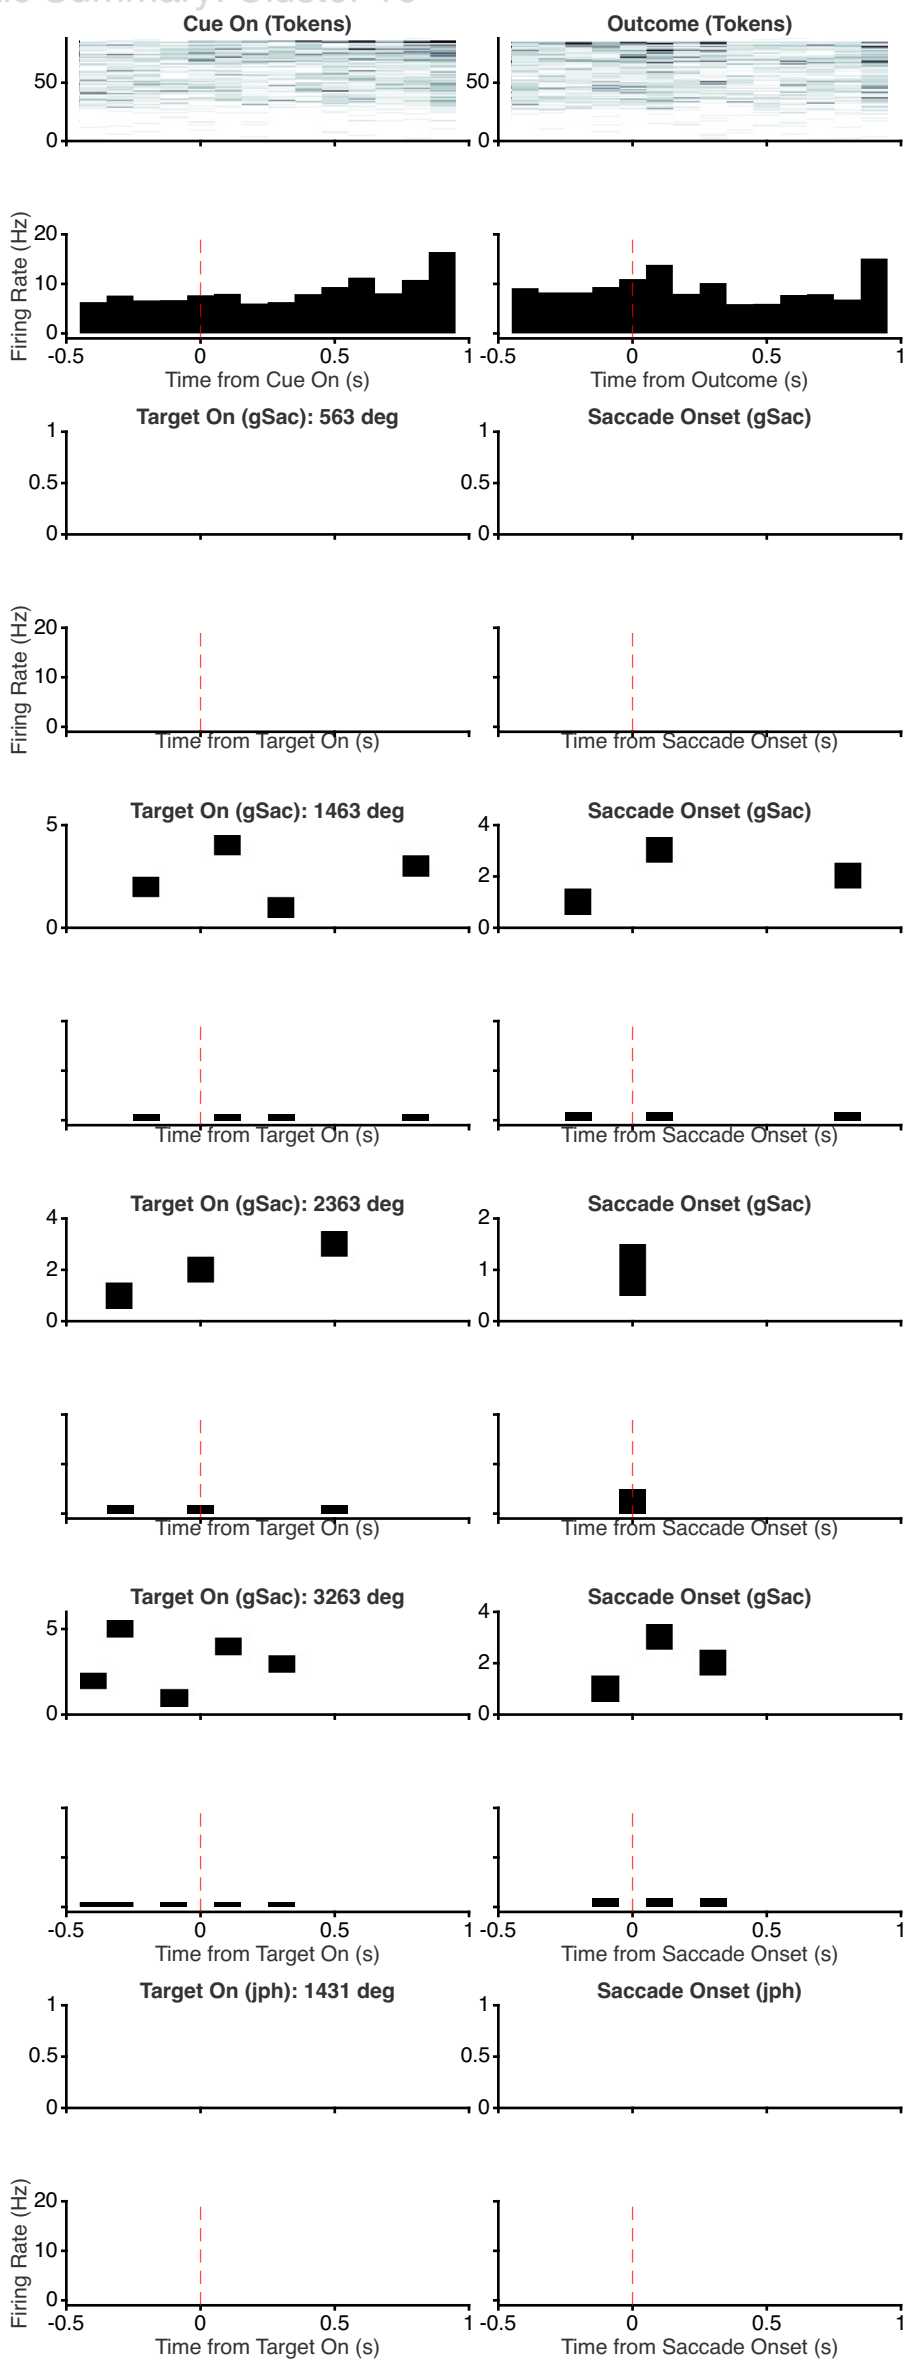 Summary: Cluster
Cue On (Tokens) Outcome (Tokens)
50 50
0 0
Firing Rate (Hz)
20
10
0
-0.5 0 0.5 1 -0.5 0 0.5 1
Time from Cue On (s) Time from Outcome (s)
Target On (gSac): 563 deg Saccade Onset (gSac)
1 1
0.5 0.5
0 0
Firing Rate (Hz)
20
10
0
Time from Target On (s) Time from Saccade Onset (s)
Target On (gSac): 1463 deg Saccade Onset (gSac)
5 4
2
0 0
Time from Target On (s) Time from Saccade Onset (s)
Target On (gSac): 2363 deg Saccade Onset (gSac)
4 2
2 1
0 0
Time from Target On (s) Time from Saccade Onset (s)
Target On (gSac): 3263 deg Saccade Onset (gSac)
5 4
2
0 0
-0.5 0 0.5 1 -0.5 0 0.5 1
Time from Target On (s) Time from Saccade Onset (s)
Target On (jph): 1431 deg Saccade Onset (jph)
1 1
0.5 0.5
0 0
Firing Rate (Hz)
20
10
0
-0.5 0 0.5 1 -0.5 0 0.5 1
Time from Target On (s) Time from Saccade Onset (s)